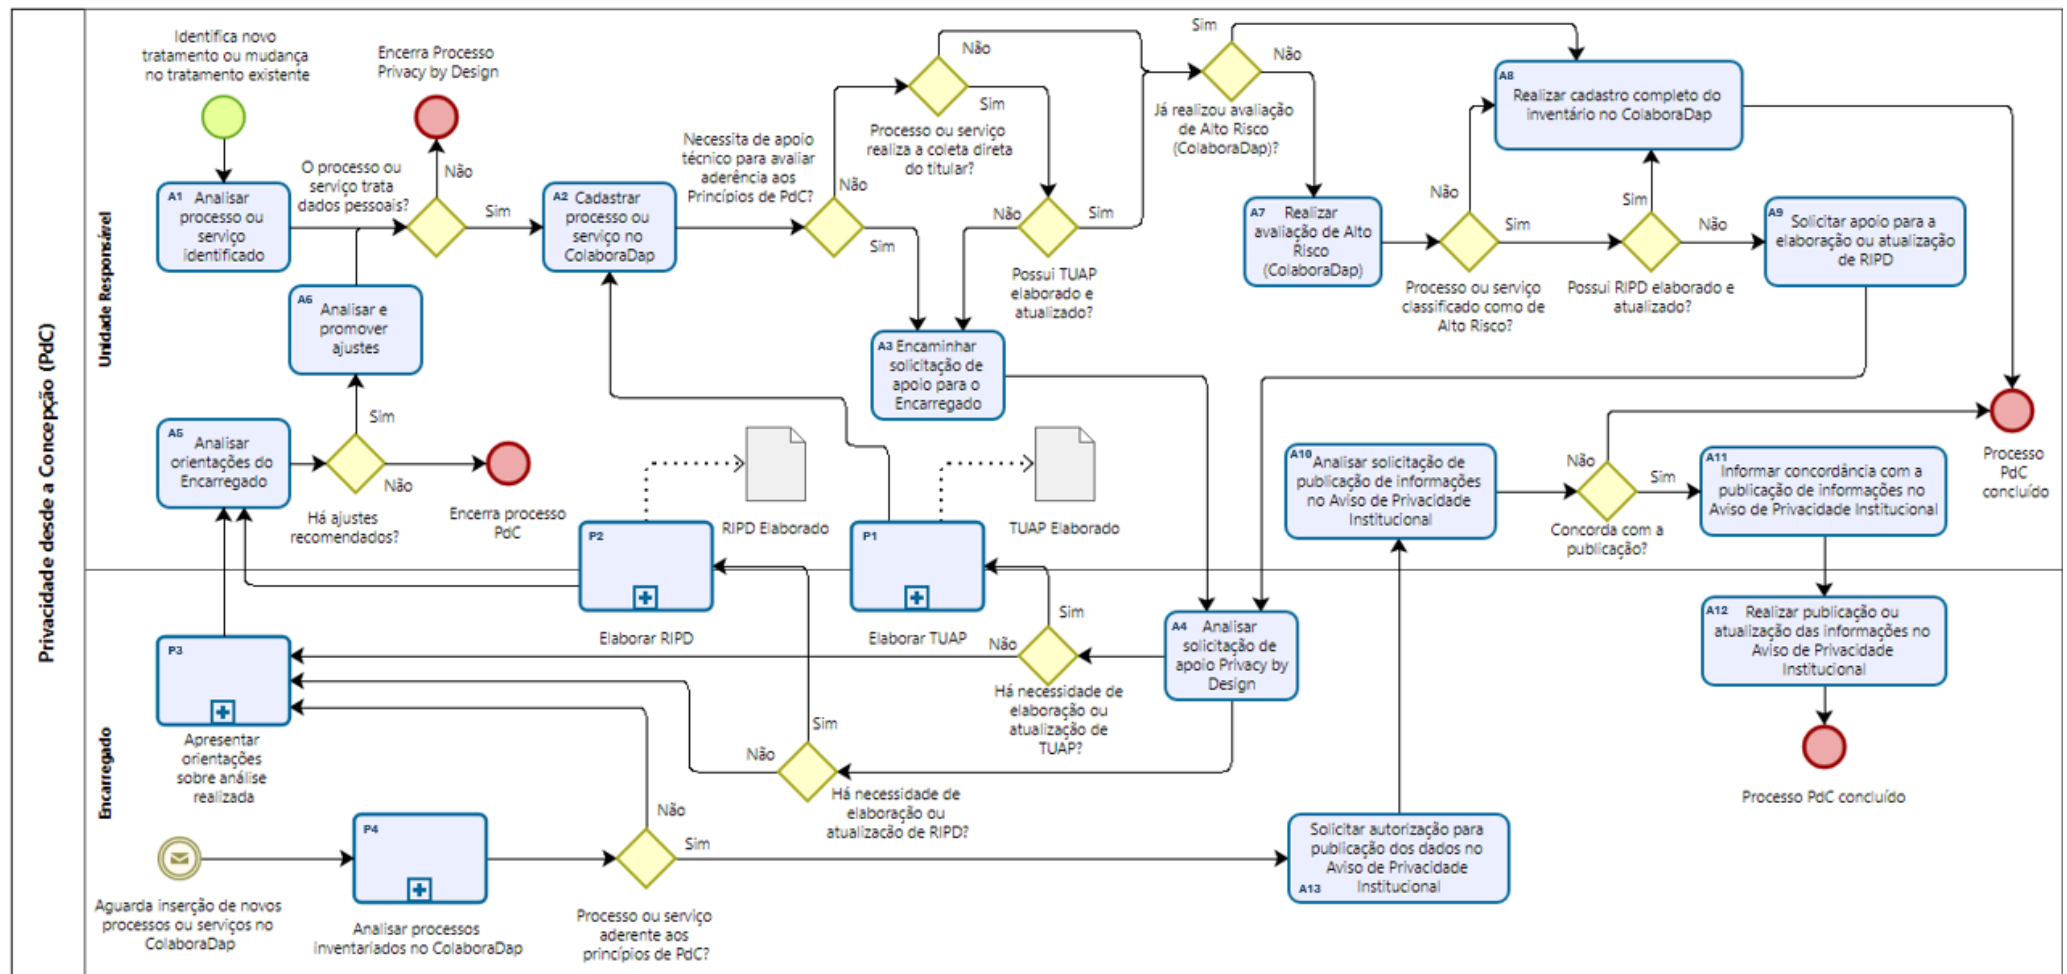 Privacidade desde a Concepção (PdC)
Unidade Responsável
Encarregado
Identifica novo
tratamento ou mudança
no tratamento existente
Encerra Processo
Privacy by Design
A1
Analisar
processo ou
serviço
identificado
O processo ou
serviço trata
dados pessoais?
Não
Sim
A2
Cadastrar
processo ou
serviço no
ColaboraDap
Necessita de apoio
técnico para avaliar
aderência aos
Princípios de PdC?
Não
Sim
Processo ou serviço
realiza a coleta direta
do titular?
Não
Sim
Não
Sim
Possui TUAP
elaborado e
atualizado?
A3
Encaminhar
solicitação de
apoio para o
Encarregado
Sim
Não
Já realizou avaliação
de Alto Risco
(ColaboraDap)?
A7
Realizar
avaliação de Alto
Risco
(ColaboraDap)
Não
Sim
Processo ou serviço
classificado como de
Alto Risco?
A8
Realizar cadastro completo do
inventário no ColaboraDap
Sim
Não
Possui RIPD elaborado e
atualizado?
A9
Solicitar apoio para a
elaboração ou atualização
de RIPD
A6
Analisar e
promover
ajustes
Sim
Não
A5
Analisar
orientações do
Encarregado
Há ajustes
recomendados?
Encerra processo
PdC
RIPD Elaborado
TUAP Elaborado
P2
Elaborar RIPD
P1
Elaborar TUAP
A10
Analisar solicitação de
publicação de informações
no Aviso de Privacidade
Institucional
Não
Sim
Concorda com a
publicação?
A11
Informar concordância com a
publicação de informações no
Aviso de Privacidade Institucional
Processo
PdC
concluído
A12
Realizar publicação ou
atualização das informações no
Aviso de Privacidade
Institucional
Processo PdC concluído
A4
Analisar
solicitação de
apoio Privacy by
Design
Sim
Não
Há necessidade de
elaboração ou
atualização de
TUAP?
Sim
Não
Há necessidade de
elaboração ou
atualização de RIPD?
P3
Apresentar
orientações
sobre análise
realizada
Aguarda inserção de novos
processos ou serviços no
ColaboraDap
P4
Analisar processos
inventariados no ColaboraDap
Não
Sim
Processo ou serviço
aderente aos
princípios de PdC?
Solicitar autorização para
publicação dos dados no
Aviso de Privacidade
Institucional
A13